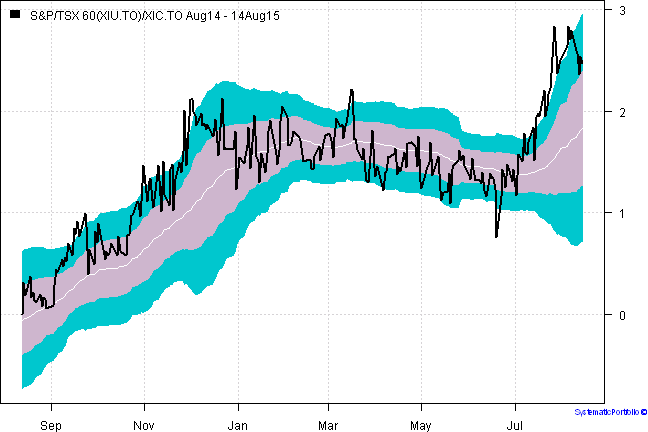 S&P/TSX 60(XIU.TO)/XIC.TO Aug14 - 14Aug15
3
2
1
0
Sep Nov Jan Mar May Jul
SystematicPortfolio ©